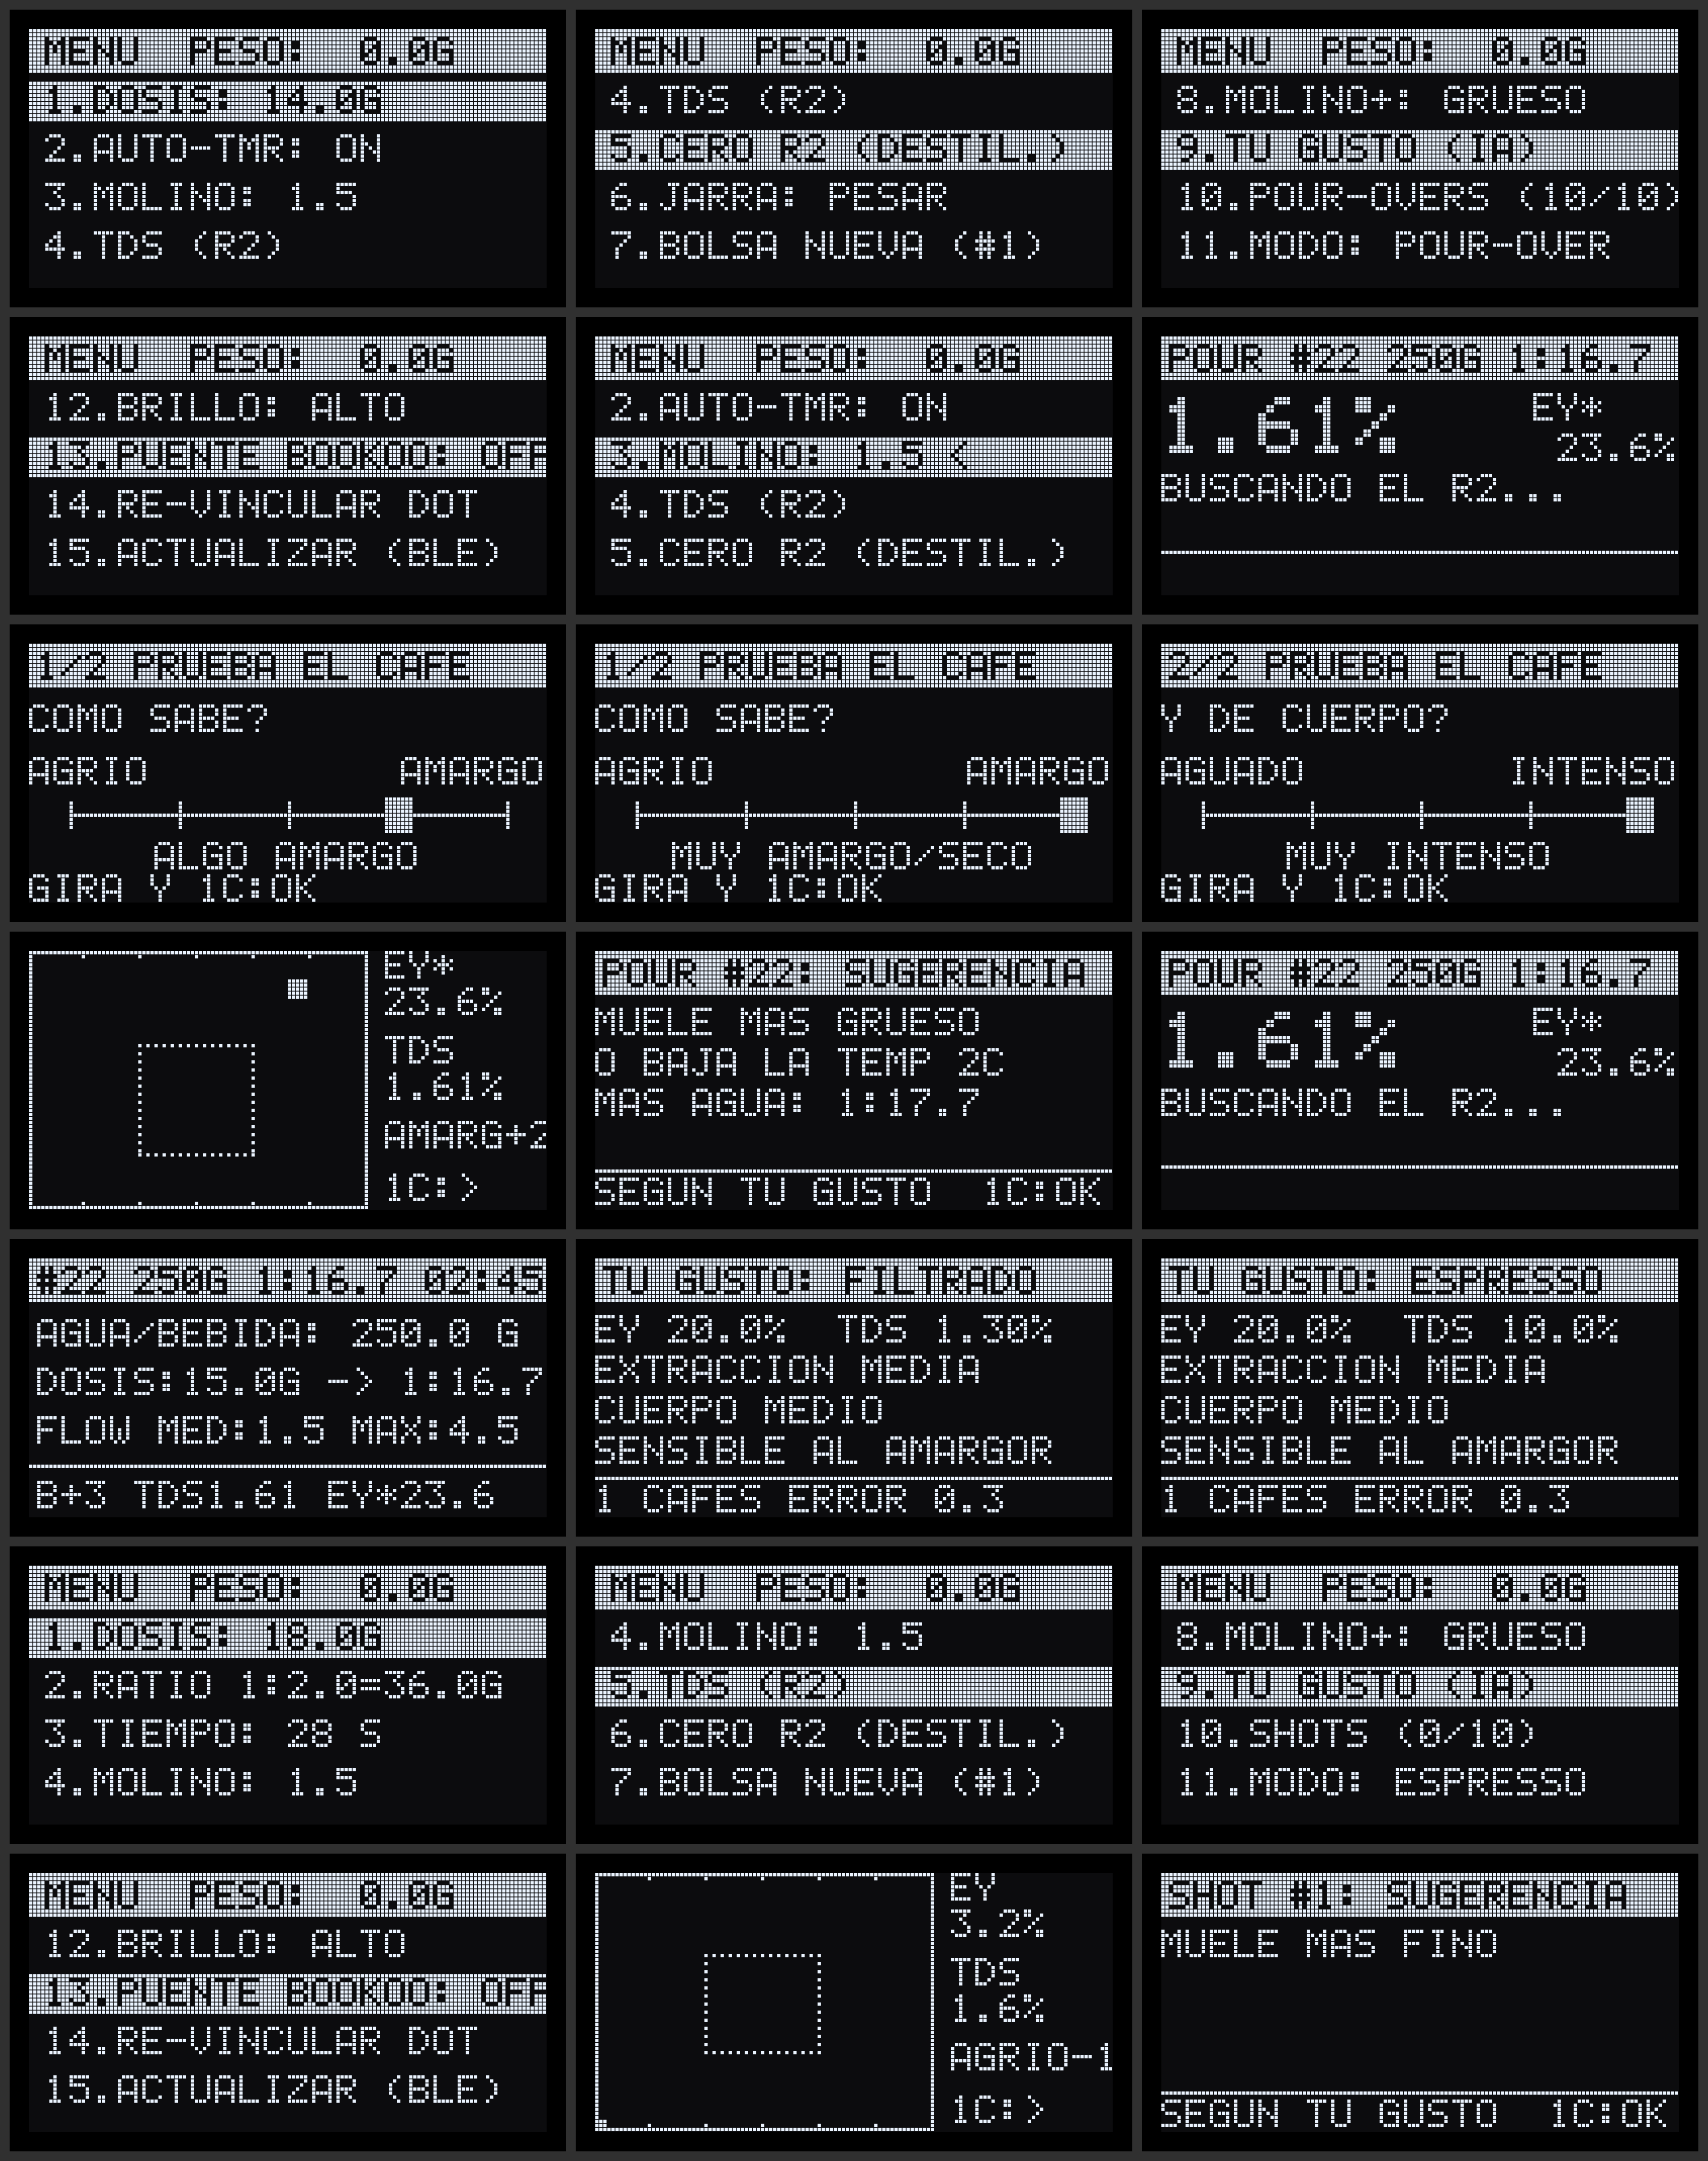 MENU PESO: 0.0G
1.DOSIS: 14.0G
2.AUTO-TMR: ON
3.MOLINO: 1.5
4.TDS (R2)
MENU PESO: 0.0G
4.TDS (R2)
5.CERO R2 (DESTIL.)
6.JARRA: PESAR
7.BOLSA NUEVA (#1)
MENU PESO: 0.0G
8.MOLINO+: GRUESO
9.TU GUSTO (IA)
10.POUR-OVERS (10/10)
11.MODO: POUR-OVER
MENU PESO: 0.0G
12.BRILLO: ALTO
13.PUENTE BOOKOO: OFF
14.RE-VINCULAR DOT
15.ACTUALIZAR (BLE)
MENU PESO: 0.0G
2.AUTO-TMR: ON
3.MOLINO: 1.5 <
4.TDS (R2)
5.CERO R2 (DESTIL.)
POUR #22 250G 1:16.7
1.61% EY*
23.6%
BUSCANDO EL R2...
1/2 PRUEBA EL CAFE
COMO SABE?
AGRIO AMARGO
ALGO AMARGO
GIRA Y 1C:OK
1/2 PRUEBA EL CAFE
COMO SABE?
AGRIO AMARGO
MUY AMARGO/SECO
GIRA Y 1C:OK
2/2 PRUEBA EL CAFE
Y DE CUERPO?
AGUADO INTENSO
MUY INTENSO
GIRA Y 1C:OK
EY*
23.6%
TDS
1.61%
AMARG+2
1C:>
POUR #22: SUGERENCIA
MUELE MAS GRUESO
O BAJA LA TEMP 2C
MAS AGUA: 1:17.7
SEGUN TU GUSTO 1C:OK
POUR #22 250G 1:16.7
1.61% EY*
23.6%
BUSCANDO EL R2...
#22 250G 1:16.7 02:45
AGUA/BEBIDA: 250.0 G
DOSIS:15.0G -> 1:16.7
FLOW MED:1.5 MAX:4.5
B+3 TDS1.61 EY*23.6
TU GUSTO: FILTRADO
EY 20.0% TDS 1.30%
EXTRACCION MEDIA
CUERPO MEDIO
SENSIBLE AL AMARGOR
1 CAFES ERROR 0.3
TU GUSTO: ESPRESSO
EY 20.0% TDS 10.0%
EXTRACCION MEDIA
CUERPO MEDIO
SENSIBLE AL AMARGOR
1 CAFES ERROR 0.3
MENU PESO: 0.0G
1.DOSIS: 18.0G
2.RATIO 1:2.0=36.0G
3.TIEMPO: 28 S
4.MOLINO: 1.5
MENU PESO: 0.0G
4.MOLINO: 1.5
5.TDS (R2)
6.CERO R2 (DESTIL.)
7.BOLSA NUEVA (#1)
MENU PESO: 0.0G
8.MOLINO+: GRUESO
9.TU GUSTO (IA)
10.SHOTS (0/10)
11.MODO: ESPRESSO
MENU PESO: 0.0G
12.BRILLO: ALTO
13.PUENTE BOOKOO: OFF
14.RE-VINCULAR DOT
15.ACTUALIZAR (BLE)
EY
3.2%
TDS
1.6%
AGRIO-1
1C:>
SHOT #1: SUGERENCIA
MUELE MAS FINO
SEGUN TU GUSTO 1C:OK